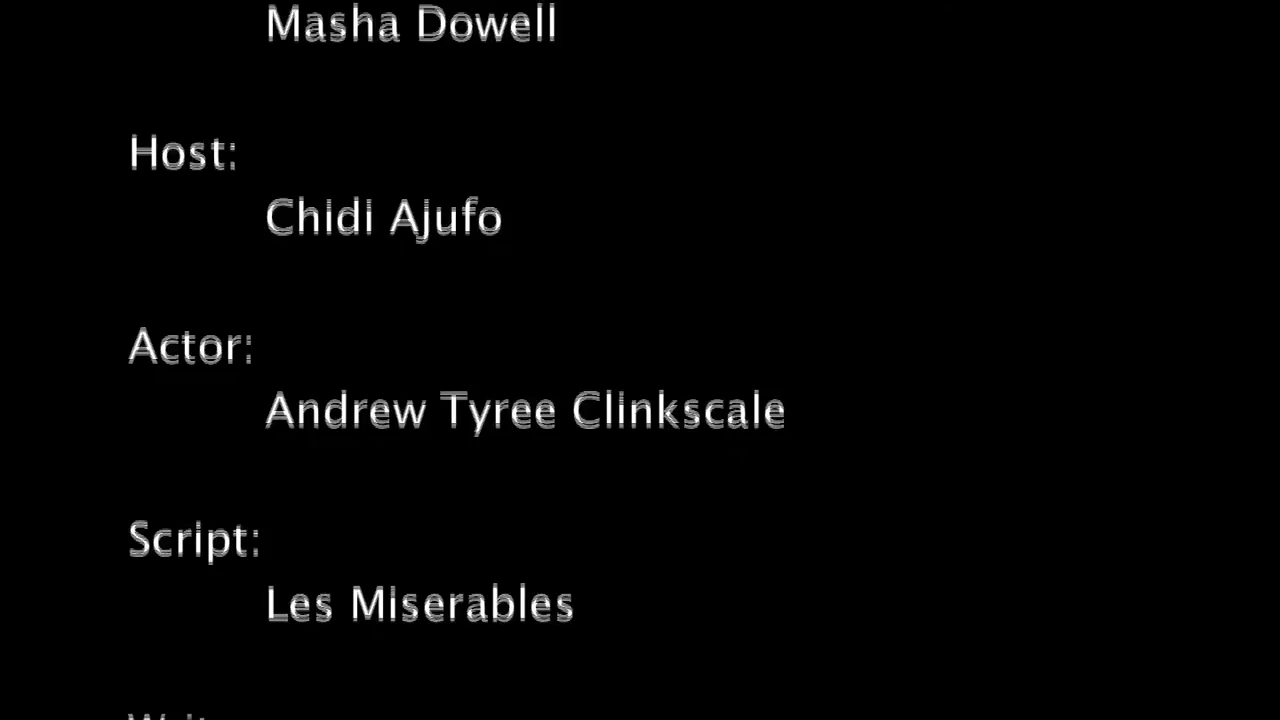 Masha Dowell
Host:
Chidi Ajufo
Actor:
Andrew Tyree Clinkscale
Script:
Les Miserables